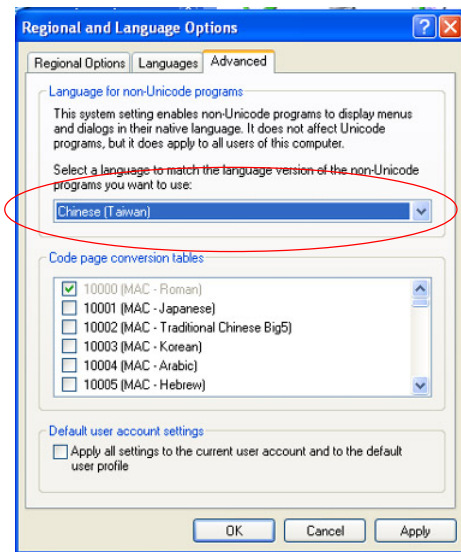 Regional and Language Options
Regional Options Languages Advanced
Language for non-Unicode programs
This system setting enables non-Unicode programs to display menus
and dialogs in their native language. It does not affect Unicode
programs, but it does apply to all users of this computer.
Select a language to match the language version of the non-Unicode
programs you want to use:
Chinese (Taiwan)
Code page conversion tables
10000 (MAC - Roman)
10001 (MAC - Japanese)
10002 (MAC - Traditional Chinese Big5)
10003 (MAC - Korean)
10004 (MAC - Arabic)
10005 (MAC - Hebrew)
Default user account settings
Apply all settings to the current user account and to the default
user profile
OK Cancel Apply